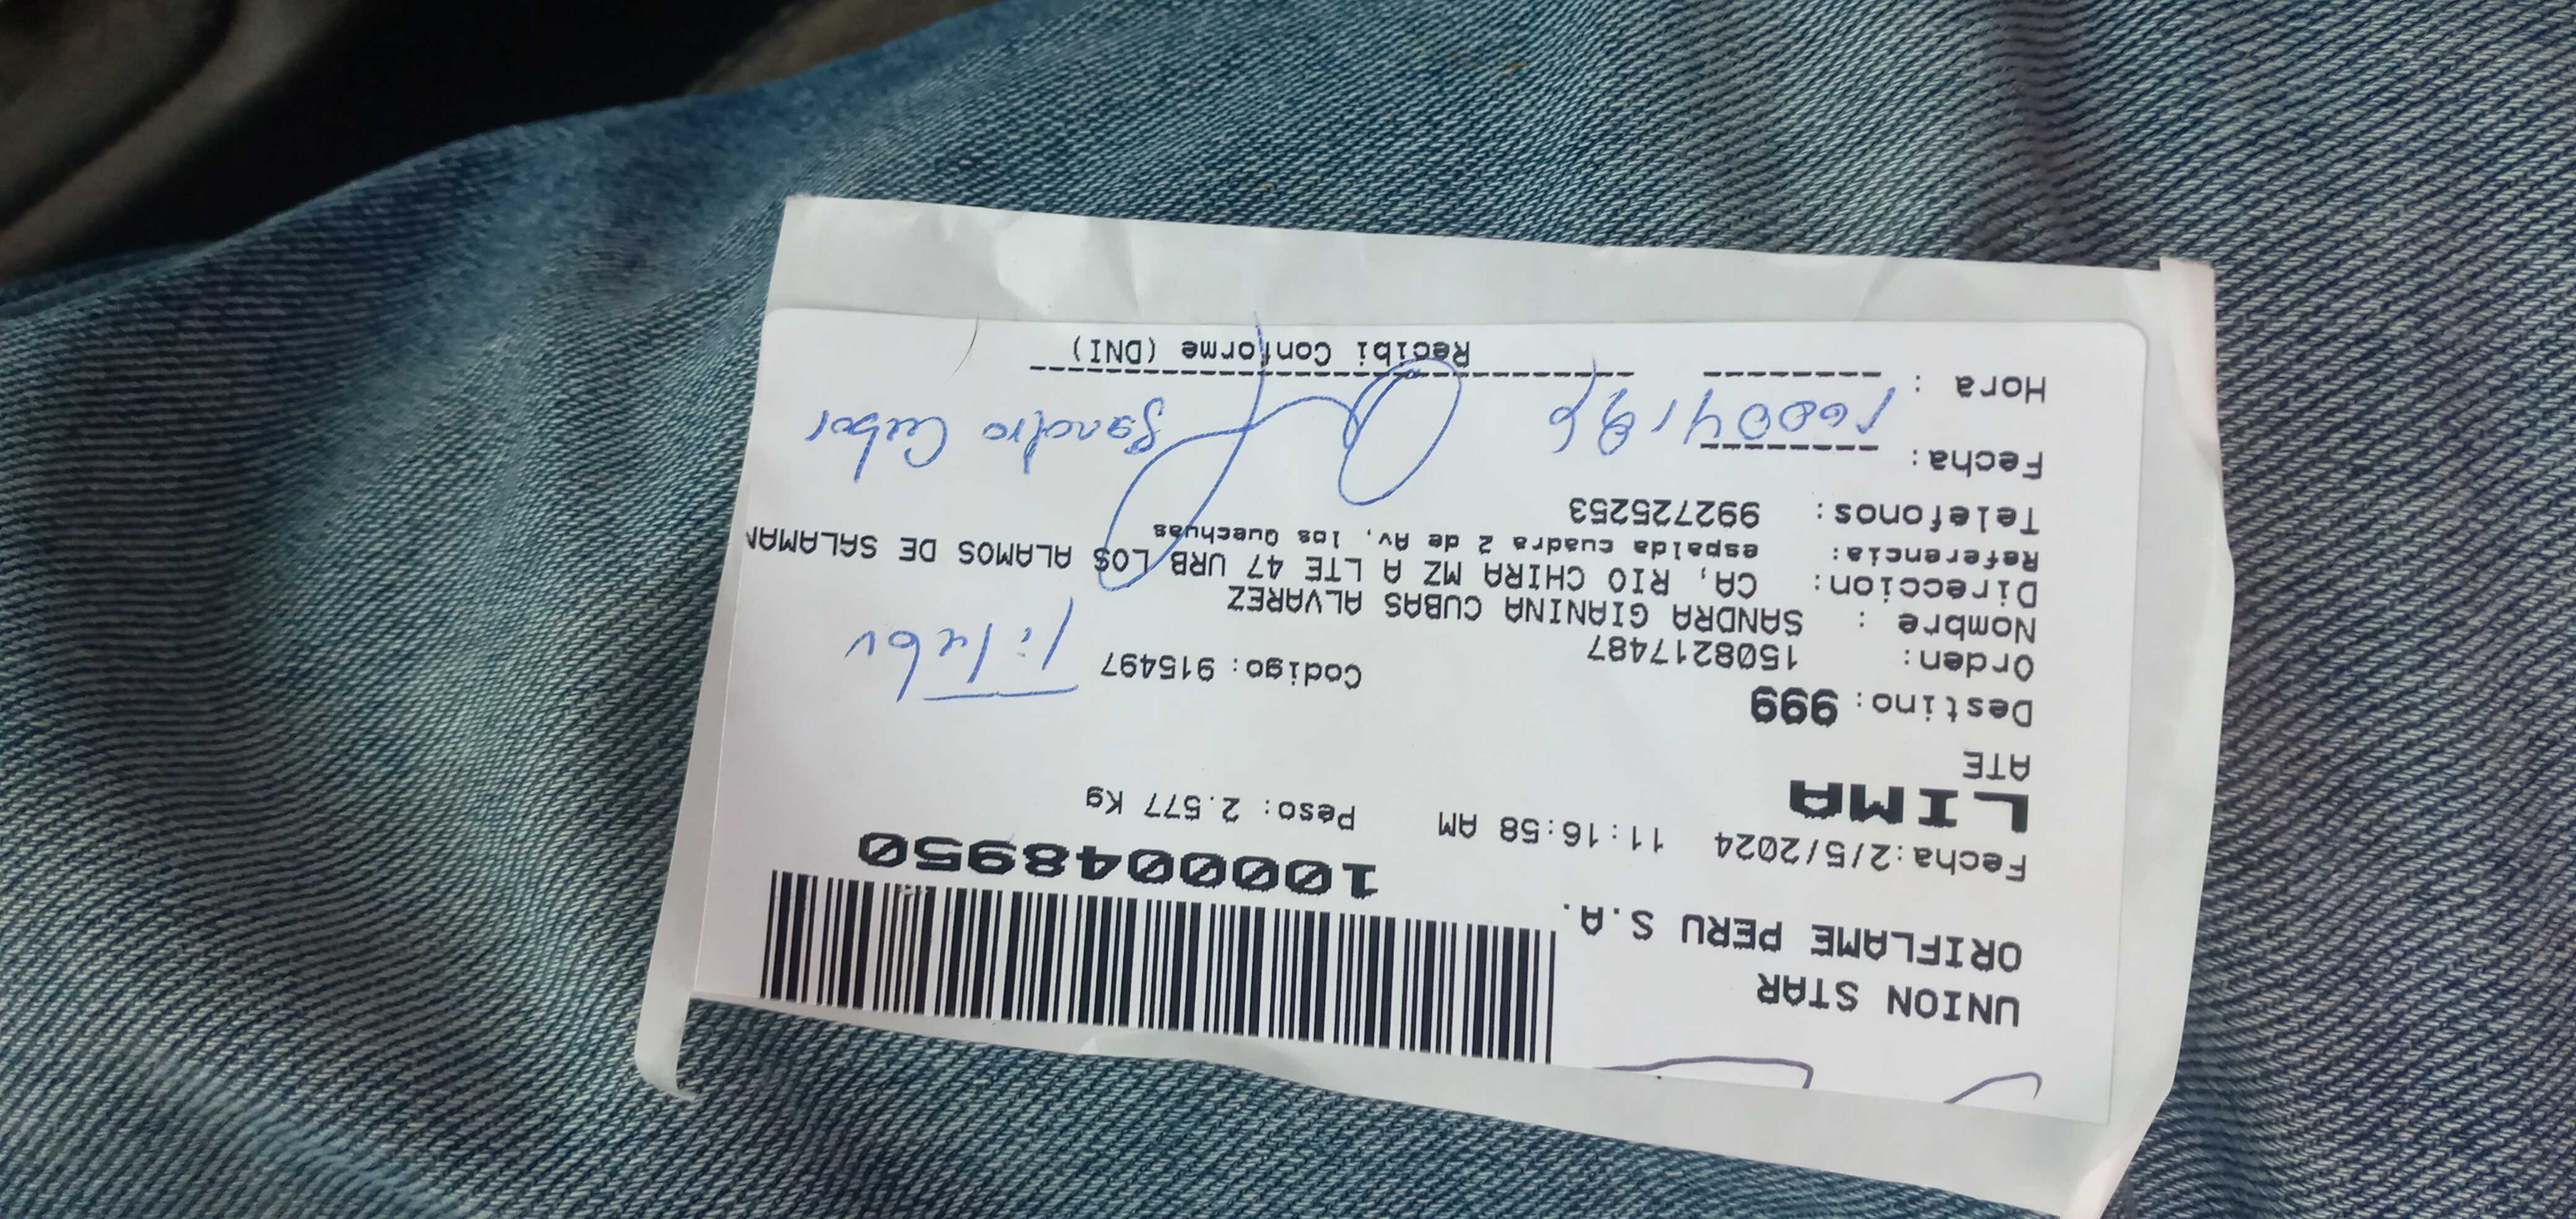 UNION STAR
ORIFLAME PERU S.A.
1000048950
Fecha:2/5/2024 11:16:58 AM Peso: 2.577 Kg
LIMA
ATE
Destino: 999
Orden: 1508217487 Codigo: 915497
Titular
Nombre : SANDRA GIANINA CUBAS ALVAREZ
Direccion: CA, RIO CHIRA MZ A LTE 47 URB LOS ALAMOS DE SALAMAN
Referencia: espalda cuadra 2 de Av, los Quechuas
Telefonos: 992725253
Fecha:
Sandra Cubas
Hora :
Recibi Conforme (DNI)